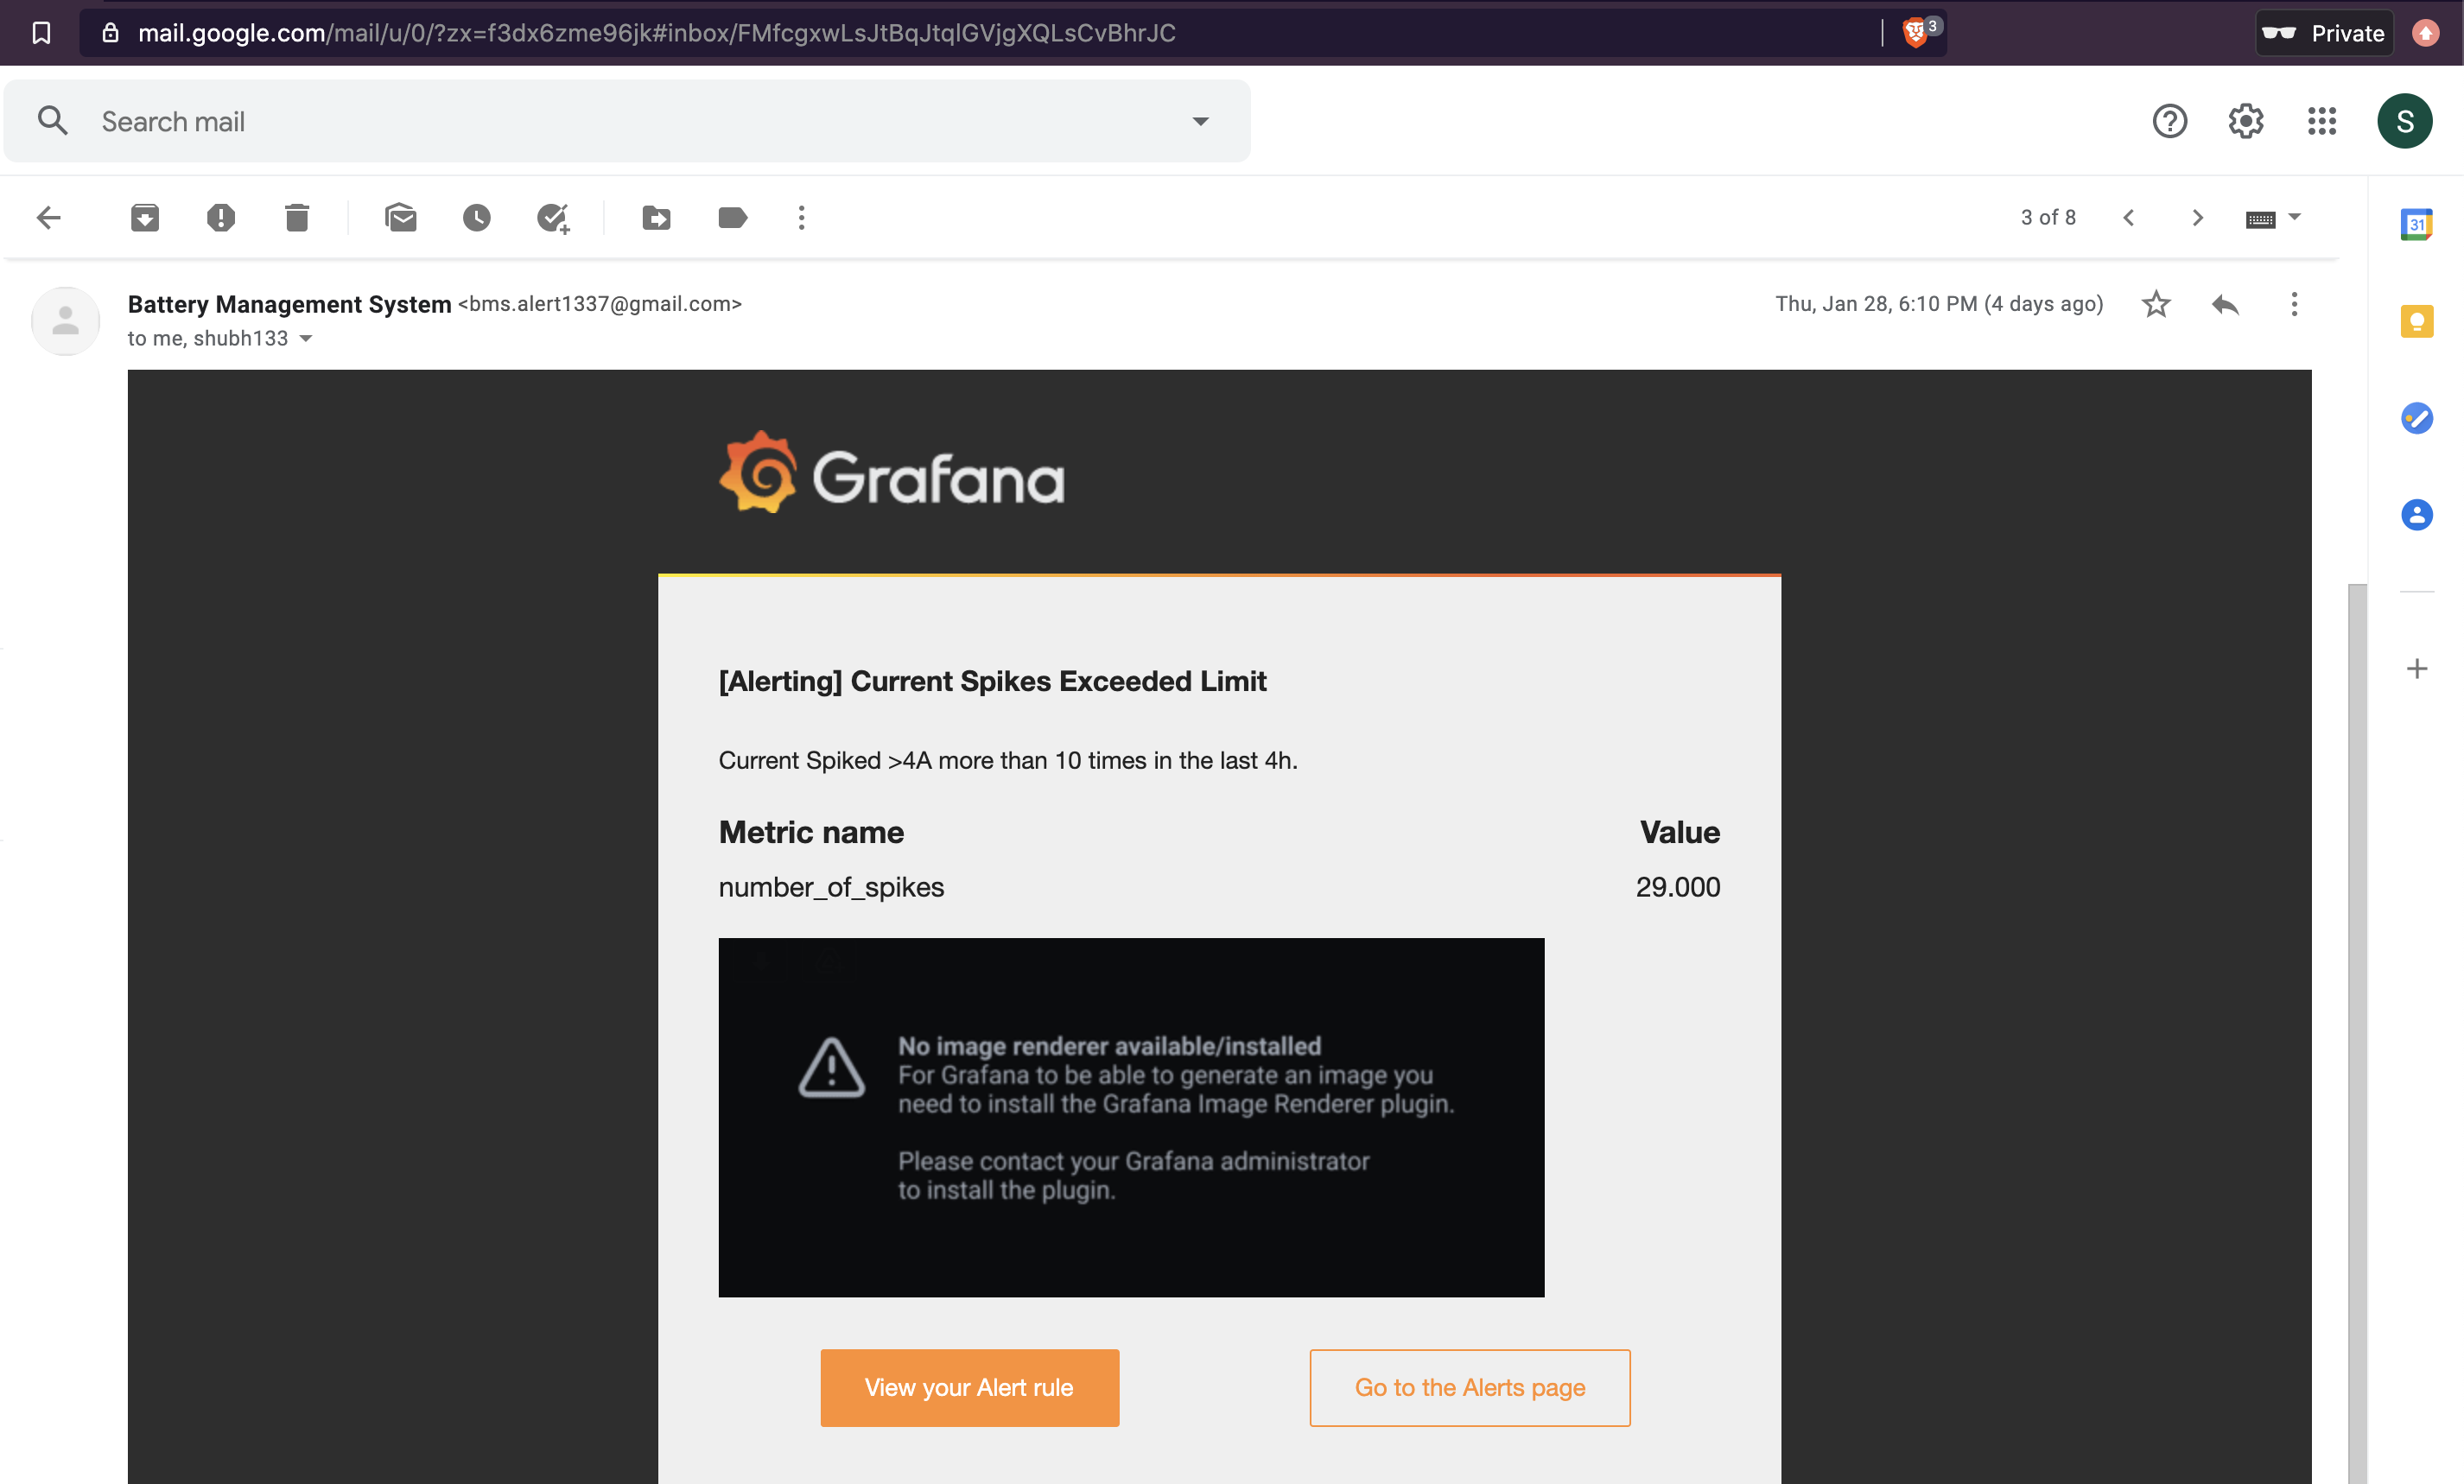 mail.google.com/mail/u/0/?zx=f3dx6zme96jk#inbox/FMfcgxwLsJtBqJtqlGVjgXQLsCvBhrJC
3
Private
Search mail
S
3 of 8
31
Battery Management System <bms.alert1337@gmail.com>
Thu, Jan 28, 6:10 PM (4 days ago)
to me, shubh133
Grafana
[Alerting] Current Spikes Exceeded Limit
Current Spiked >4A more than 10 times in the last 4h.
Metric name Value
number_of_spikes 29.000
No image renderer available/installed
For Grafana to be able to generate an image you
need to install the Grafana Image Renderer plugin.
Please contact your Grafana administrator
to install the plugin.
View your Alert rule
Go to the Alerts page